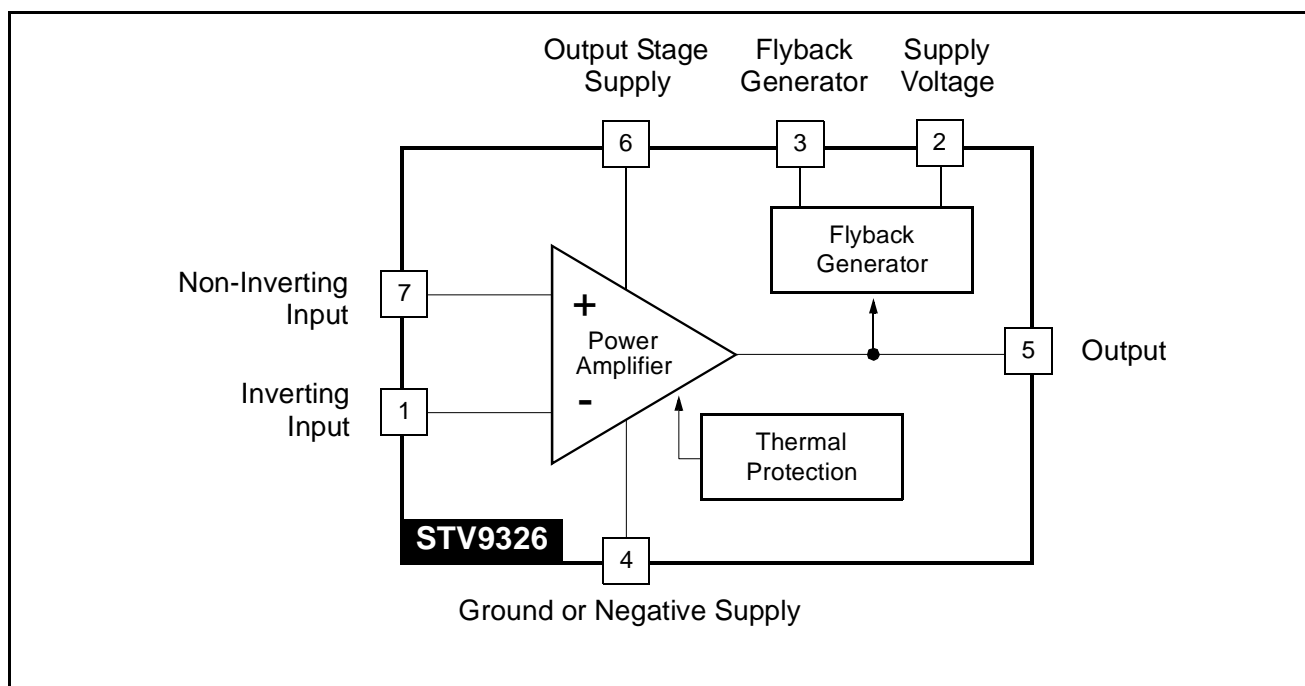 Output Stage
Supply
Flyback
Generator
Supply
Voltage
6
3
2
Flyback
Generator
Non-Inverting
Input
7
+
Power
Amplifier
5
Output
Inverting
Input
1
-
Thermal
Protection
STV9326
4
Ground or Negative Supply